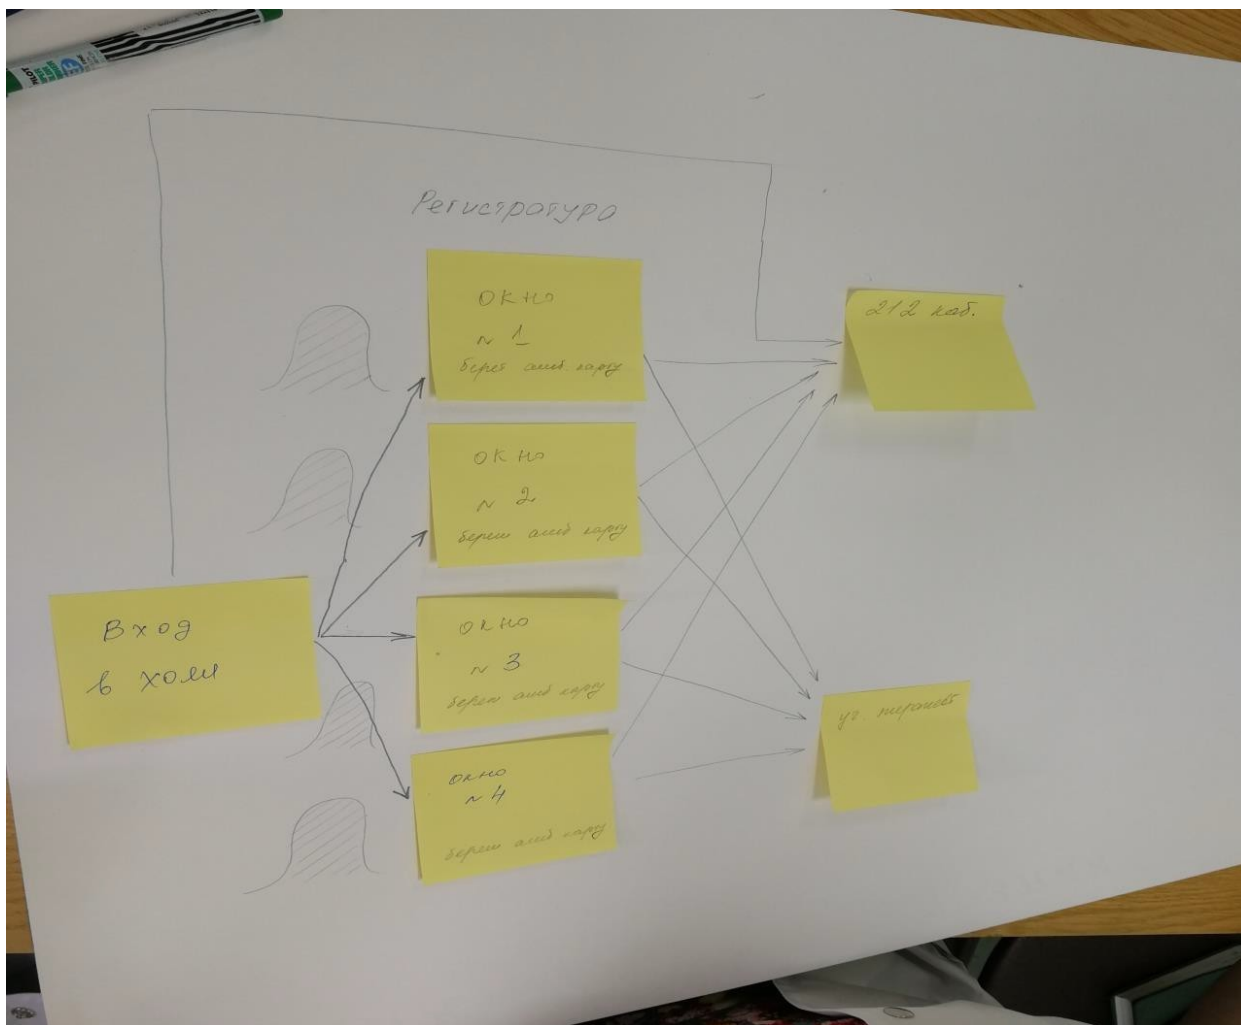 PILOT
Регистратура
окно
№ 1
берет амб. карту
окно
№ 2
берет амб карту
окно
№ 3
берет амб карту
окно
№ 4
берет амб карту
Вход
в холл
212 каб.